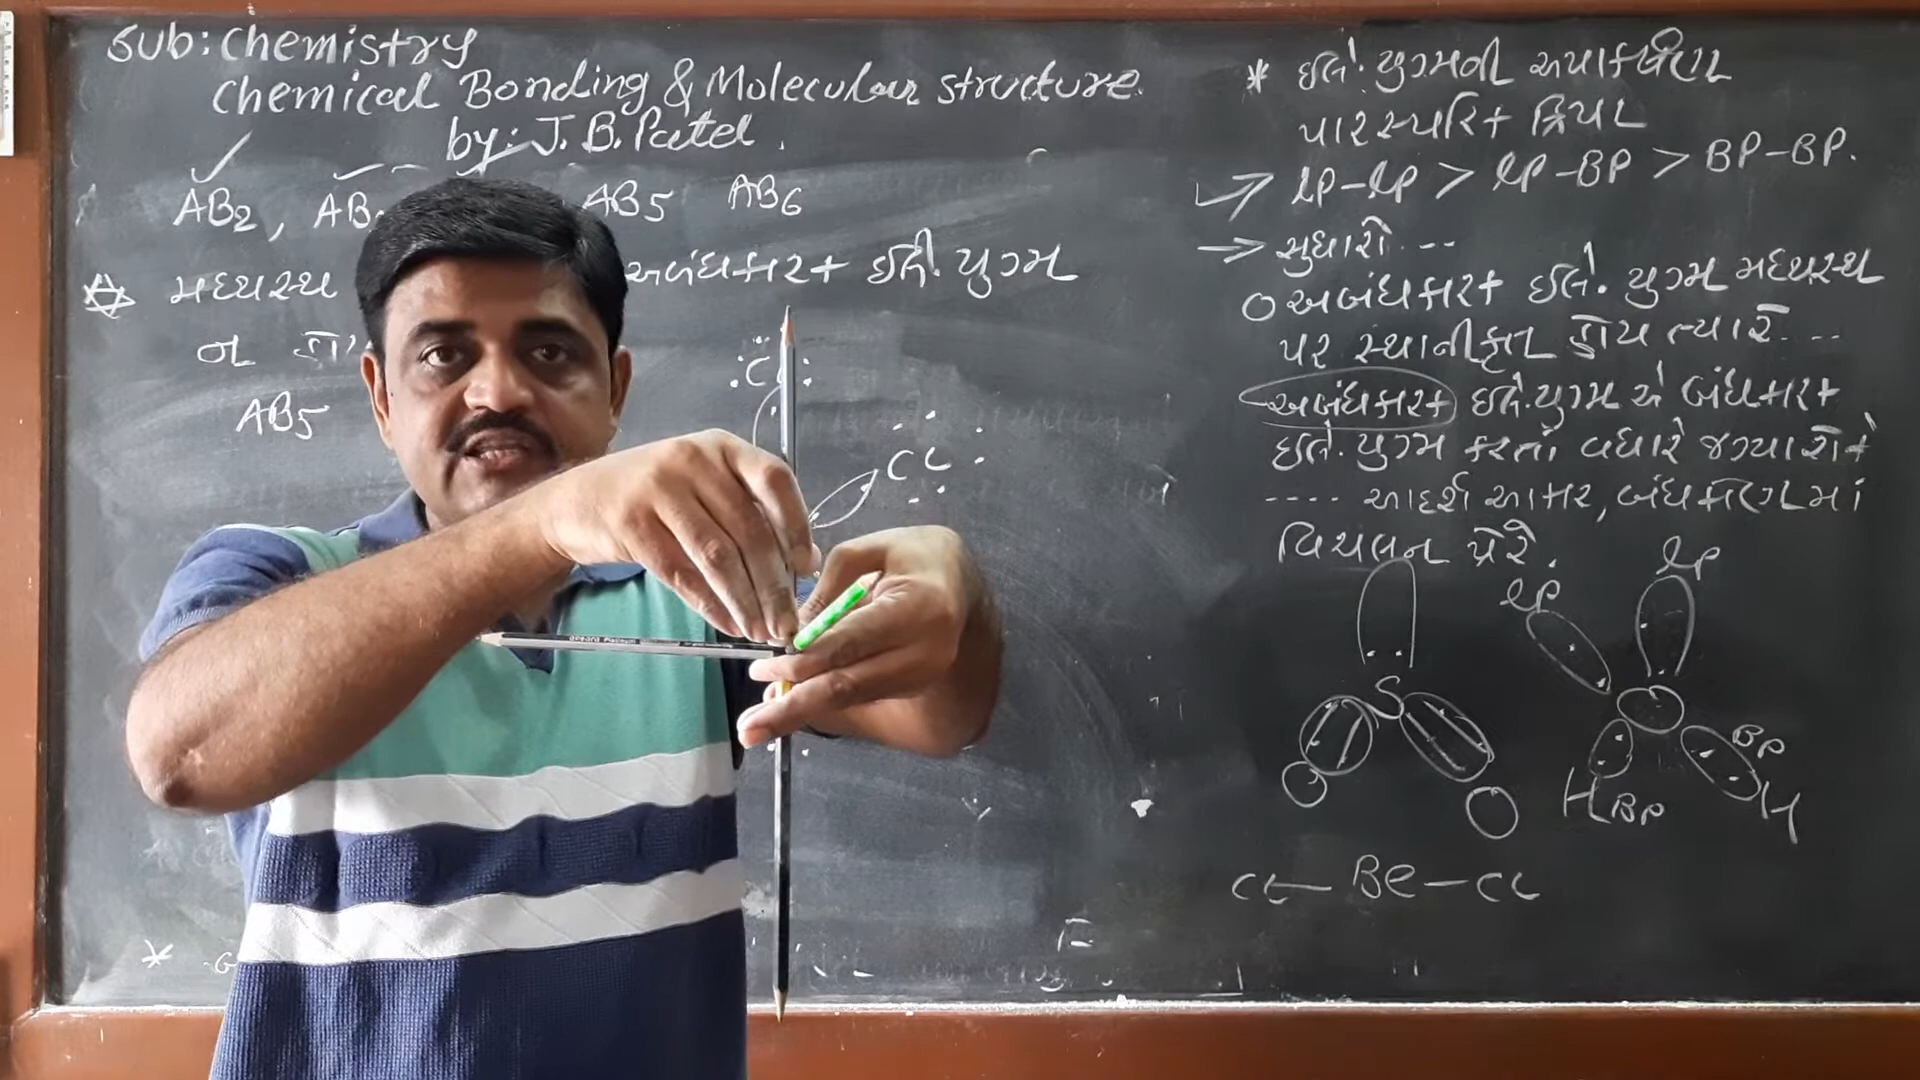 Sub: Chemistry
Chemical Bonding & Molecular structure
by: J. B. Patel.
AB2, AB AB5 AB6
મધ્યસ્થ અબંધકારક ઇલે. યુગ્મ
ન
AB5
Cl
Cl
* ઇલે. યુગ્મની અપાકર્ષણ
પારસ્પરિક ક્રિયા
→ lp-lp > lp-BP > BP-BP.
→ સુધારો --
અબંધકારક ઇલે. યુગ્મ મધ્યસ્થ
પર સ્થાનીકૃત હોય ત્યારે. --
અબંધકારક ઇલે. યુગ્મ એ બંધકારક
ઇલે. યુગ્મ કરતાં વધારે જગ્યા રોકે
---- આદર્શ આકાર, બંધકોણમાં
વિચલન પ્રેરે.
lp lp
S
BP
H BP H
Cl-Be-Cl
F